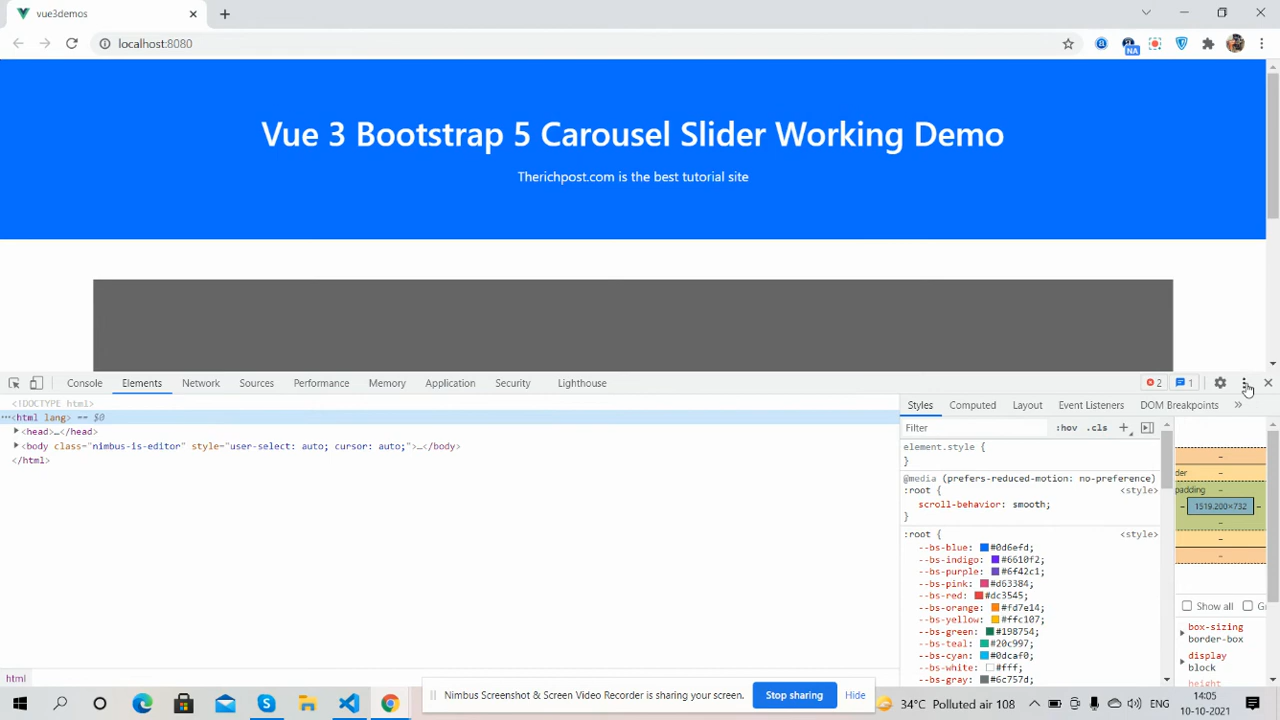 vue3demos
localhost:8080
NA
Vue 3 Bootstrap 5 Carousel Slider Working Demo
Therichpost.com is the best tutorial site
Console Elements Network Sources Performance Memory Application Security Lighthouse 2 1
<!DOCTYPE html>
<html lang> == $0
<head>…</head>
<body class="nimbus-is-editor" style="user-select: auto; cursor: auto;">…</body>
</html>
html
Styles Computed Layout Event Listeners DOM Breakpoints
Filter :hov .cls
element.style {
}
@media (prefers-reduced-motion: no-preference)
:root { <style>
scroll-behavior: smooth;
}
:root { <style>
--bs-blue: #0d6efd;
--bs-indigo: #6610f2;
--bs-purple: #6f42c1;
--bs-pink: #d63384;
--bs-red: #dc3545;
--bs-orange: #fd7e14;
--bs-yellow: #ffc107;
--bs-green: #198754;
--bs-teal: #20c997;
--bs-cyan: #0dcaf0;
--bs-white: #fff;
--bs-gray: #6c757d;
der
padding
1519.200×732
Show all
box-sizing
border-box
display
block
height
Nimbus Screenshot & Screen Video Recorder is sharing your screen. Stop sharing Hide
34°C Polluted air 108 ENG
14:05
10-10-2021